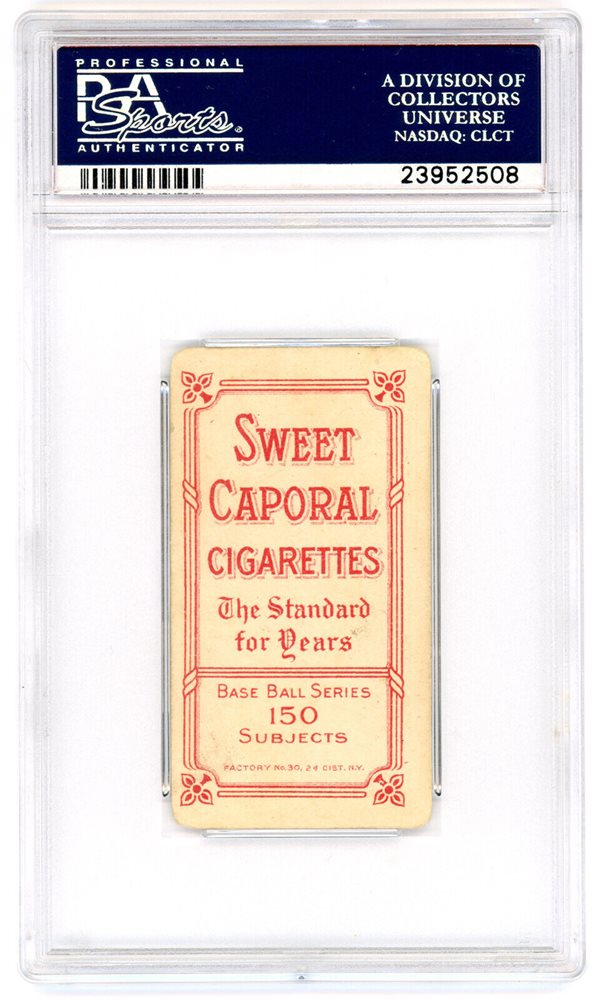 PROFESSIONAL
PSA
Sports®
AUTHENTICATOR
A DIVISION OF
COLLECTORS
UNIVERSE
NASDAQ: CLCT
23952508
SWEET
CAPORAL
CIGARETTES
The Standard
for Years
BASE BALL SERIES
150
SUBJECTS
FACTORY No. 30, 2d DIST. N.Y.